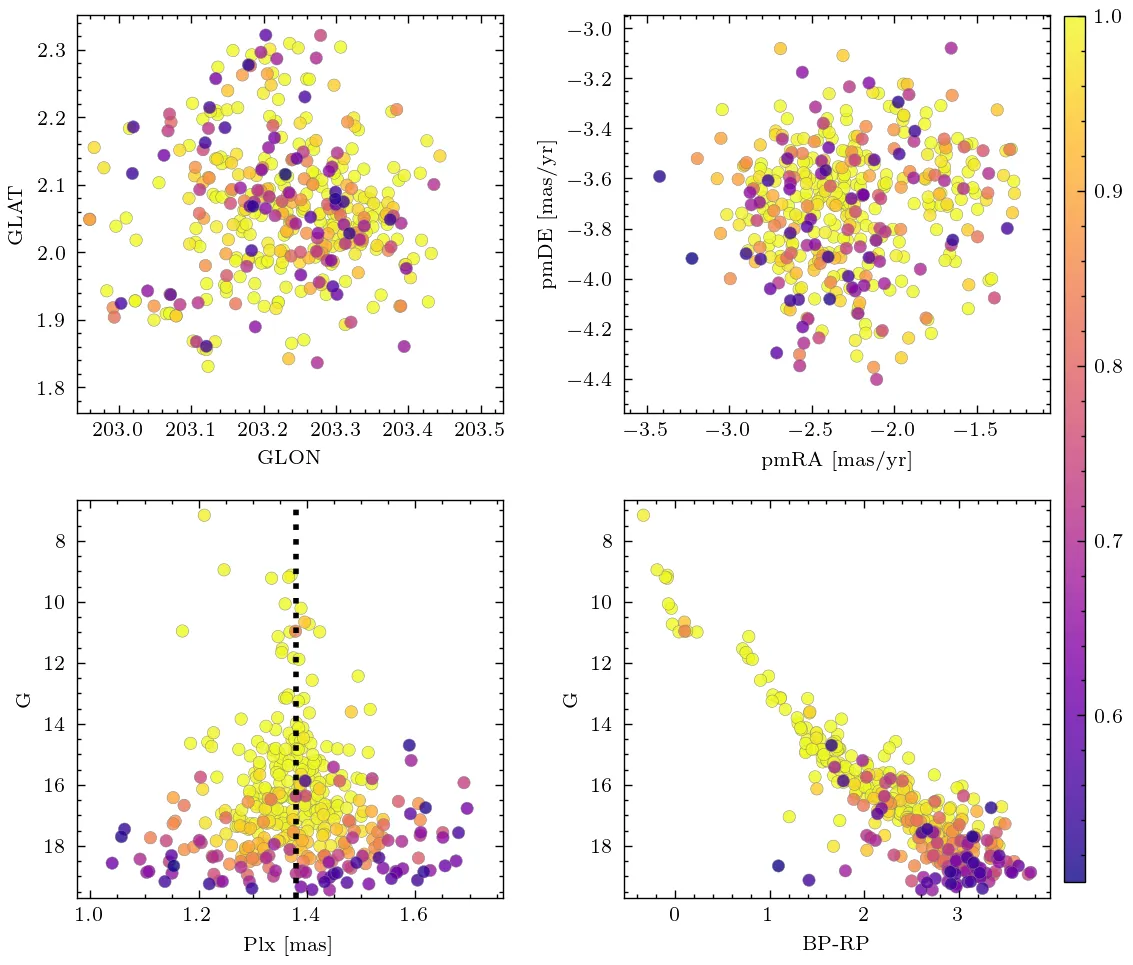 2.3
2.2
2.1
2.0
1.9
1.8
GLAT
203.0 203.1 203.2 203.3 203.4 203.5
GLON
−3.0
−3.2
−3.4
−3.6
−3.8
−4.0
−4.2
−4.4
pmDE [mas/yr]
−3.5 −3.0 −2.5 −2.0 −1.5
pmRA [mas/yr]
1.0
0.9
0.8
0.7
0.6
8
10
12
14
16
18
G
1.0 1.2 1.4 1.6
Plx [mas]
8
10
12
14
16
18
G
0 1 2 3
BP-RP